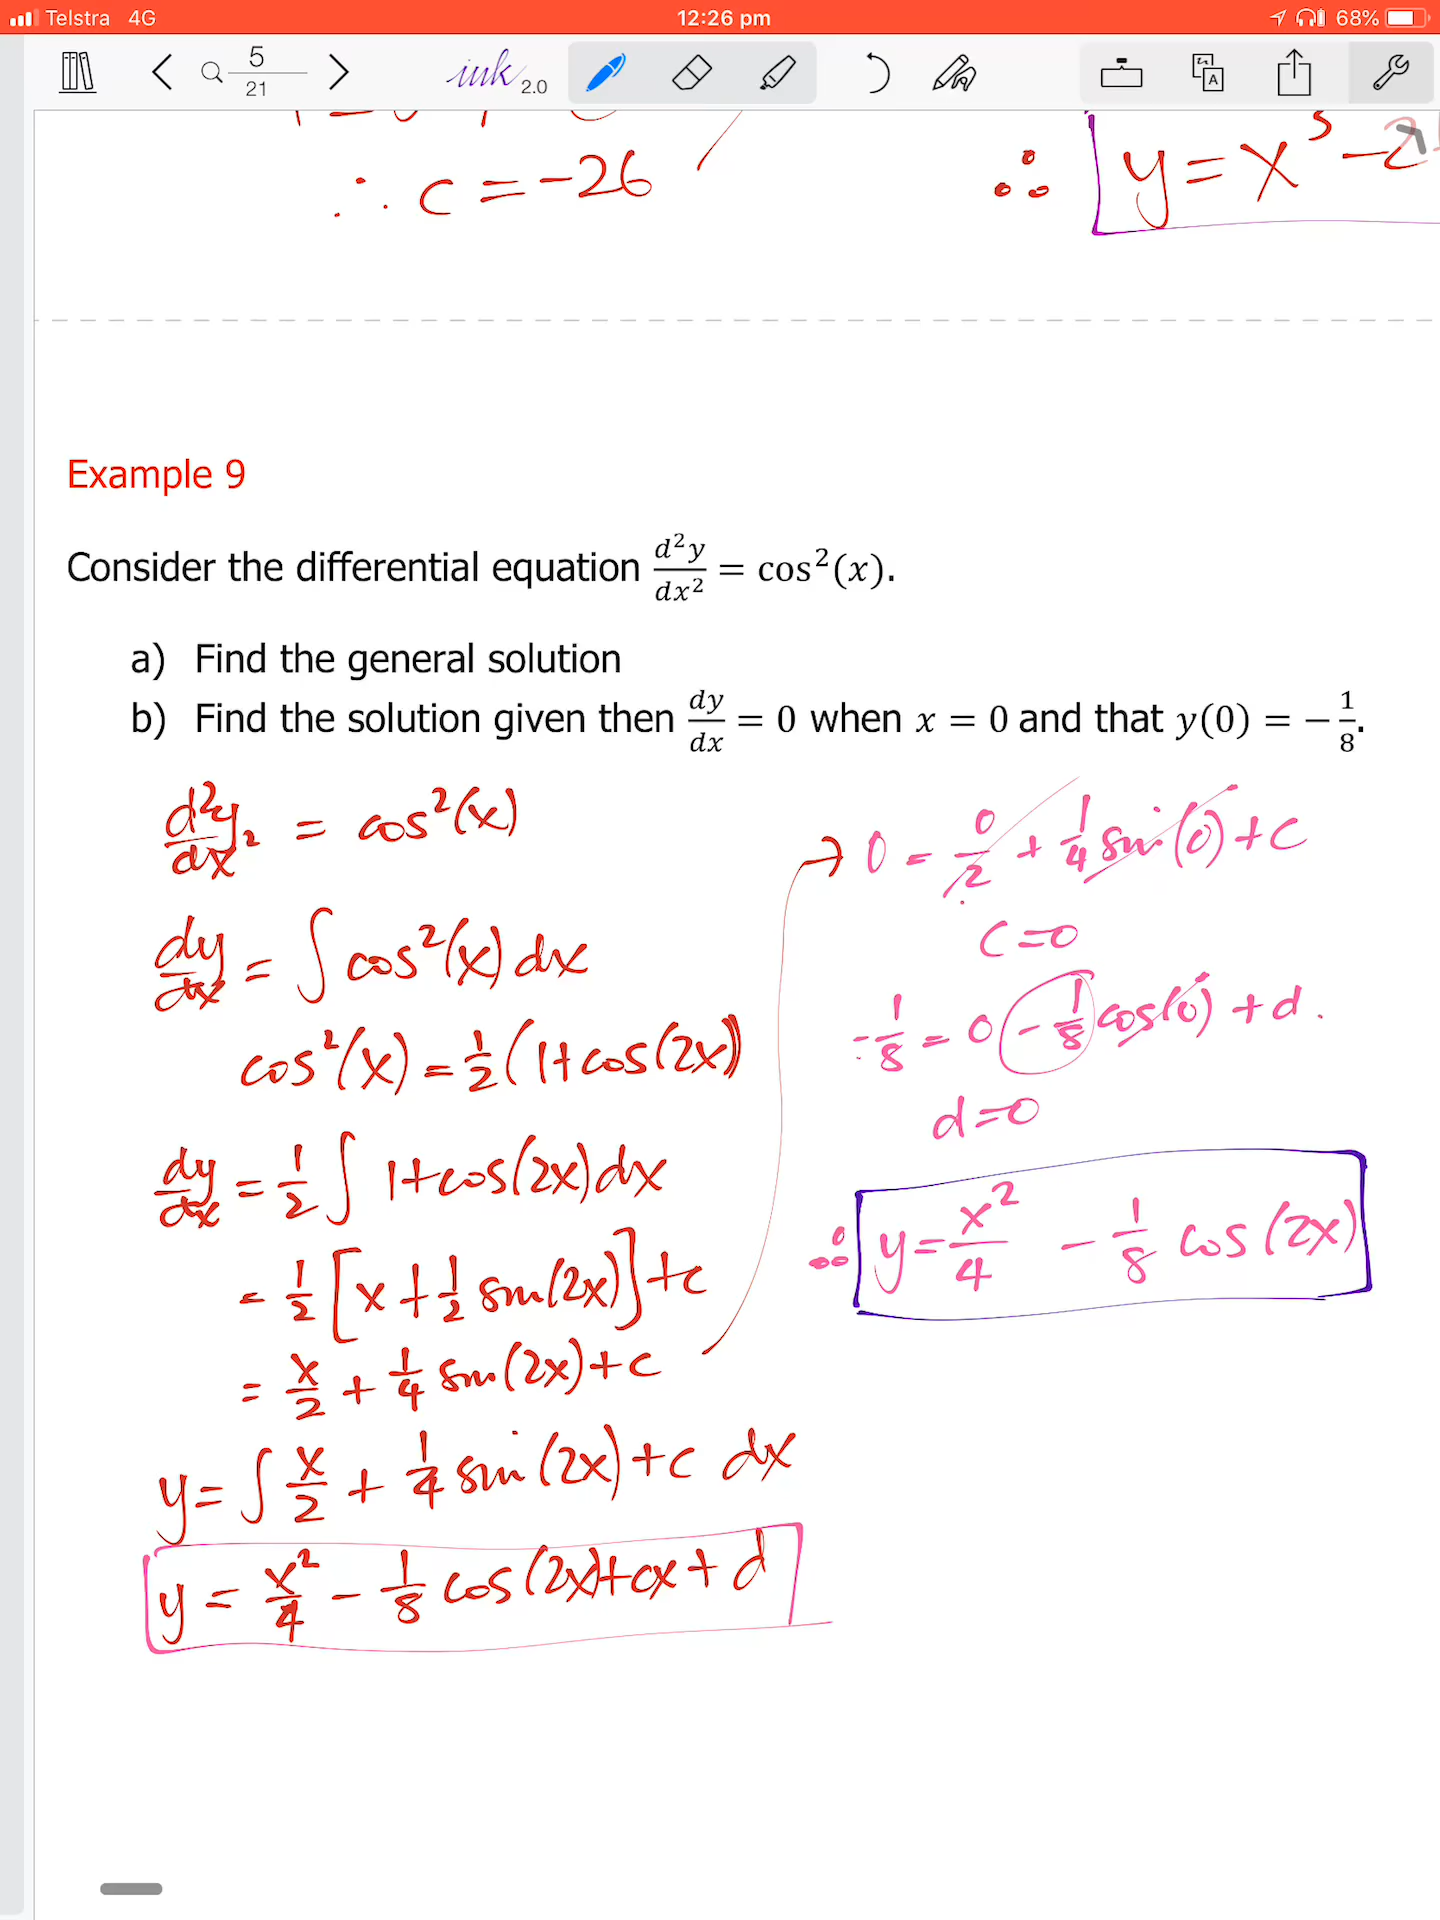 Telstra 4G 12:26 pm 68%
5
21
ink 2.0
A
∴ c = -26
∴ y = x³ - 2
Example 9
Consider the differential equation d²y/dx² = cos²(x).
a) Find the general solution
b) Find the solution given then dy/dx = 0 when x = 0 and that y(0) = −1/8.
d²y/dx² = cos²(x)
dy/dx = ∫ cos²(x) dx
cos²(x) = 1/2 (1+cos(2x))
dy/dx = 1/2 ∫ 1+cos(2x) dx
= 1/2 [x + 1/2 sin(2x)] + c
= x/2 + 1/4 sin(2x) + c
y = ∫ x/2 + 1/4 sin(2x) + c dx
y = x²/4 - 1/8 cos(2x) + cx + d
→ 0 = 0/2 + 1/4 sin(0) + c
c = 0
-1/8 = 0 - 1/8 cos(0) + d.
d = 0
∴ y = x²/4 - 1/8 cos(2x)